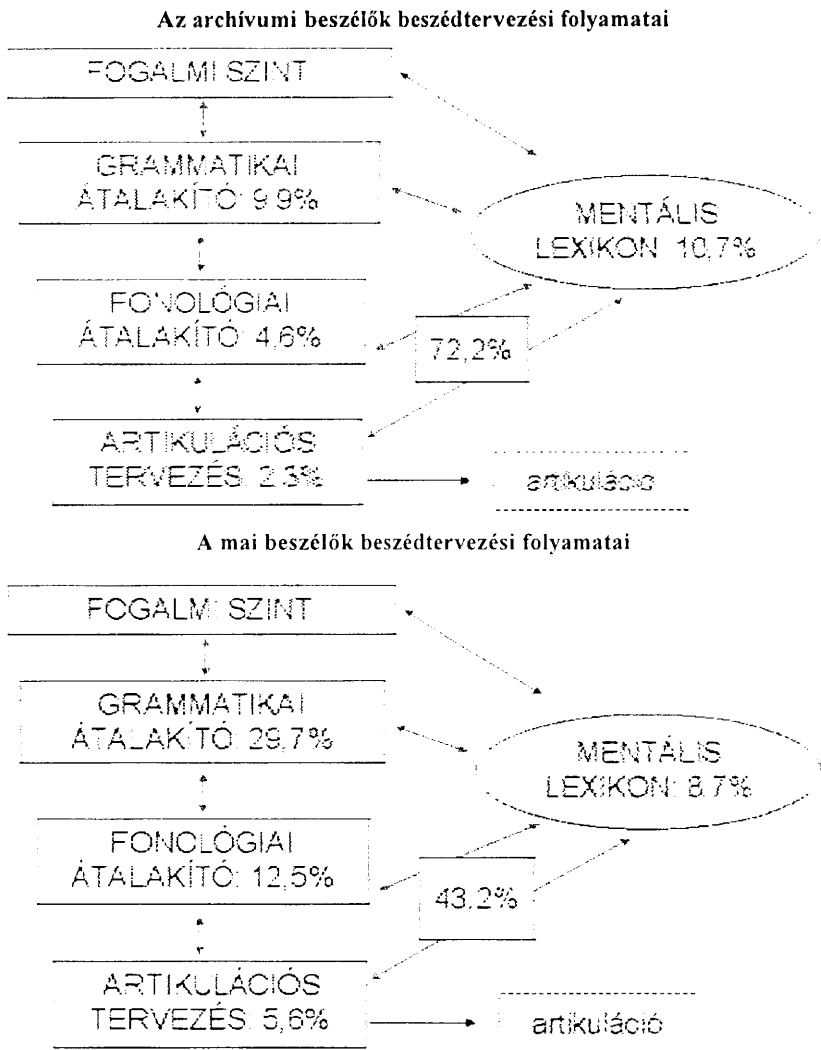 Az archívumi beszélők beszédtervezési folyamatai
FOGALMI SZINT
GRAMMATIKAI
ÁTALAKÍTÓ: 9,9%
MENTÁLIS
LEXIKON: 10,7%
FONOLÓGIAI
ÁTALAKÍTÓ: 4,6%
72,2%
ARTIKULÁCIÓS
TERVEZÉS: 2,3%
artikuláció
A mai beszélők beszédtervezési folyamatai
FOGALMI SZINT
GRAMMATIKAI
ÁTALAKÍTÓ: 29,7%
MENTÁLIS
LEXIKON: 8,7%
FONOLÓGIAI
ÁTALAKÍTÓ: 12,5%
43,2%
ARTIKULÁCIÓS
TERVEZÉS: 5,6%
artikuláció